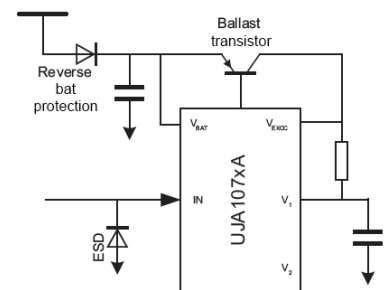 Ballast
transistor
Reverse
bat
protection
VBAT
VEXCC
UJA107xA
IN
V1
ESD
V2